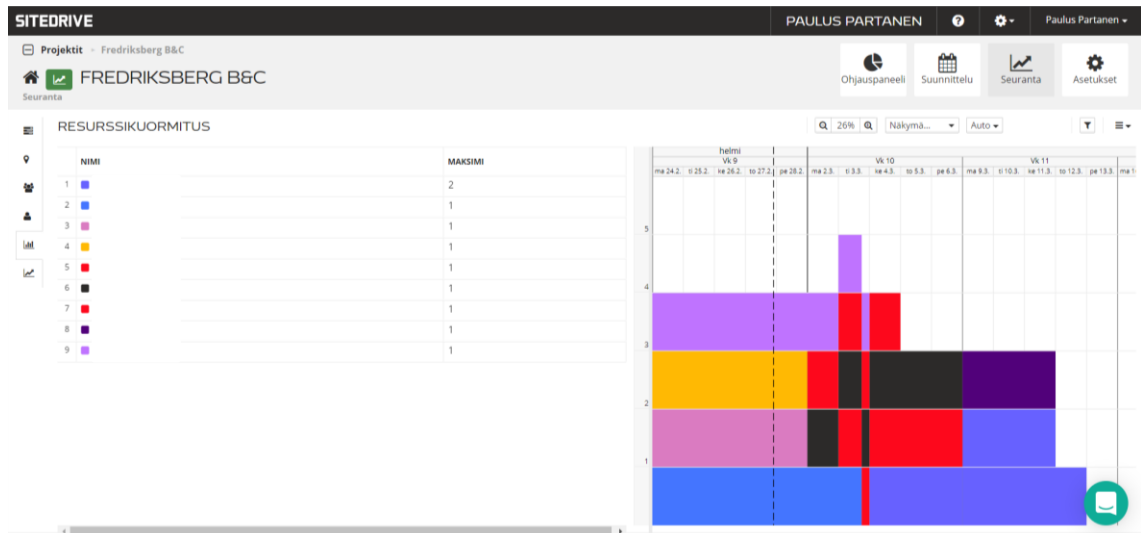 SITEDRIVE PAULUS PARTANEN Paulus Partanen
Projektit - Fredriksberg B&C
FREDRIKSBERG B&C
Seuranta
Ohjauspaneeli Suunnittelu Seuranta Asetukset
RESURSSIKUORMITUS 26% Näkymä... Auto
NIMI MAKSIMI
1 2
2 1
3 1
4 1
5 1
6 1
7 1
8 1
9 1
helmi
Vk 9 Vk 10 Vk 11
ma 24.2. ti 25.2. ke 26.2. to 27.2. pe 28.2. ma 2.3. ti 3.3. ke 4.3. to 5.3. pe 6.3. ma 9.3. ti 10.3. ke 11.3. to 12.3. pe 13.3.
5
4
3
2
1